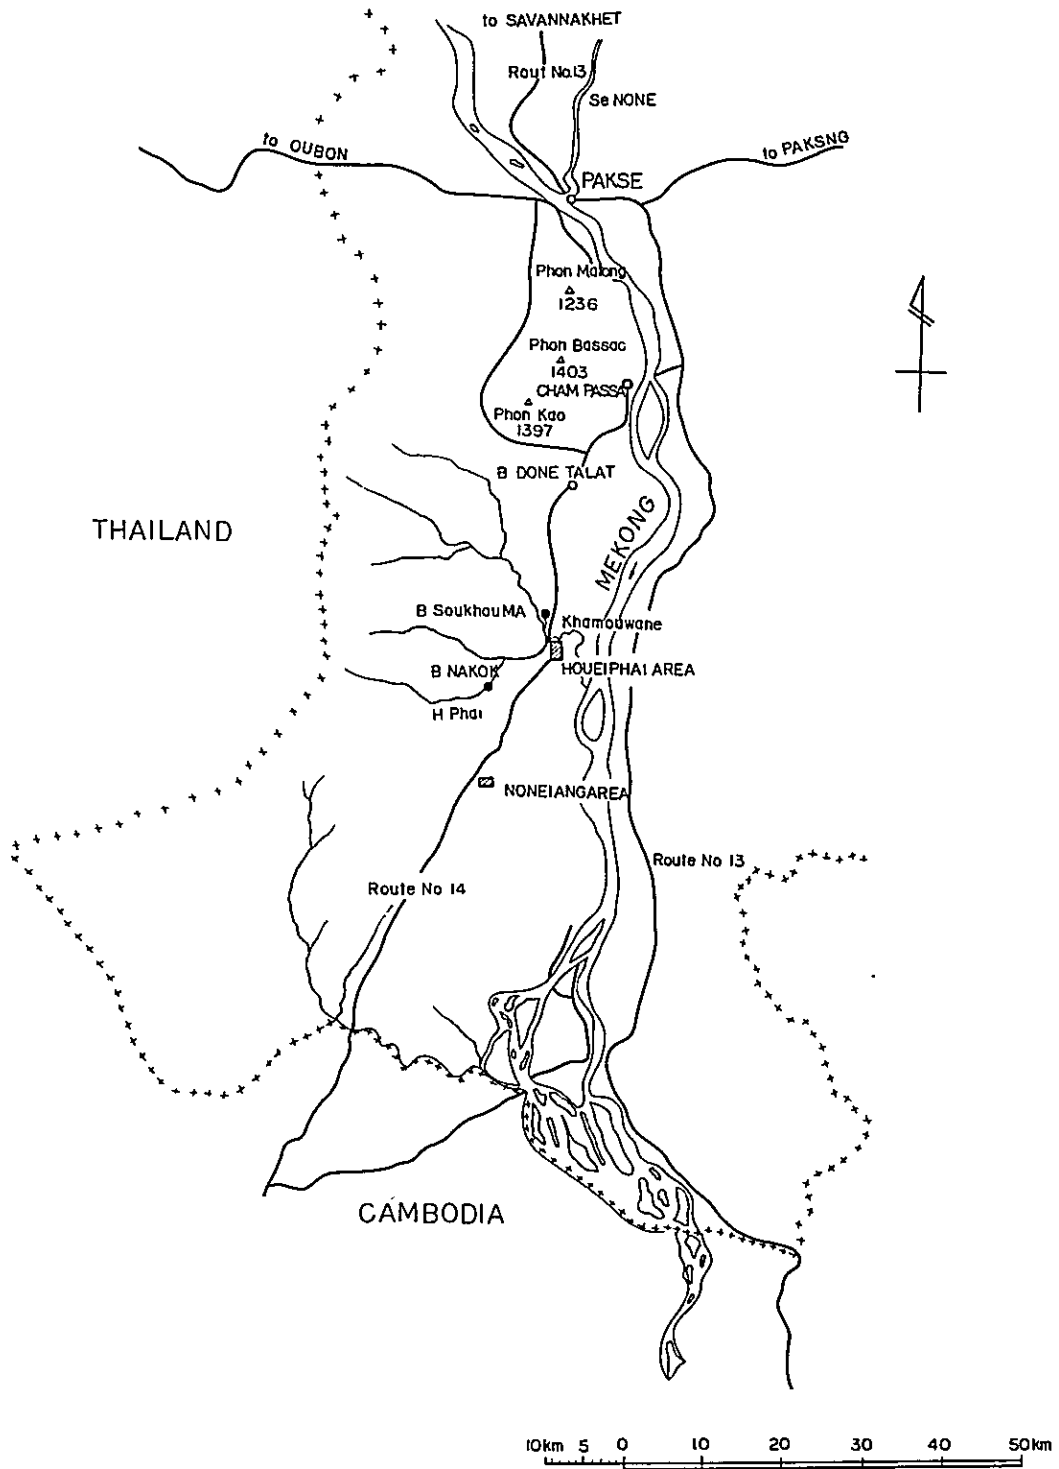 to SAVANNAKHET
Rout No.13
Se NONE
to OUBON
to PAKSNG
PAKSE
Phon Malong
1236
Phon Bassac
1403
CHAM PASSA
Phon Kao
1397
B DONE TALAT
THAILAND
MEKONG
B SoukhouMA
Khamouwane
B NAKOK
HOUEIPHAI AREA
H Phai
NONEIANGAREA
Route No 13
Route No 14
CAMBODIA
10km 5 0 10 20 30 40 50km